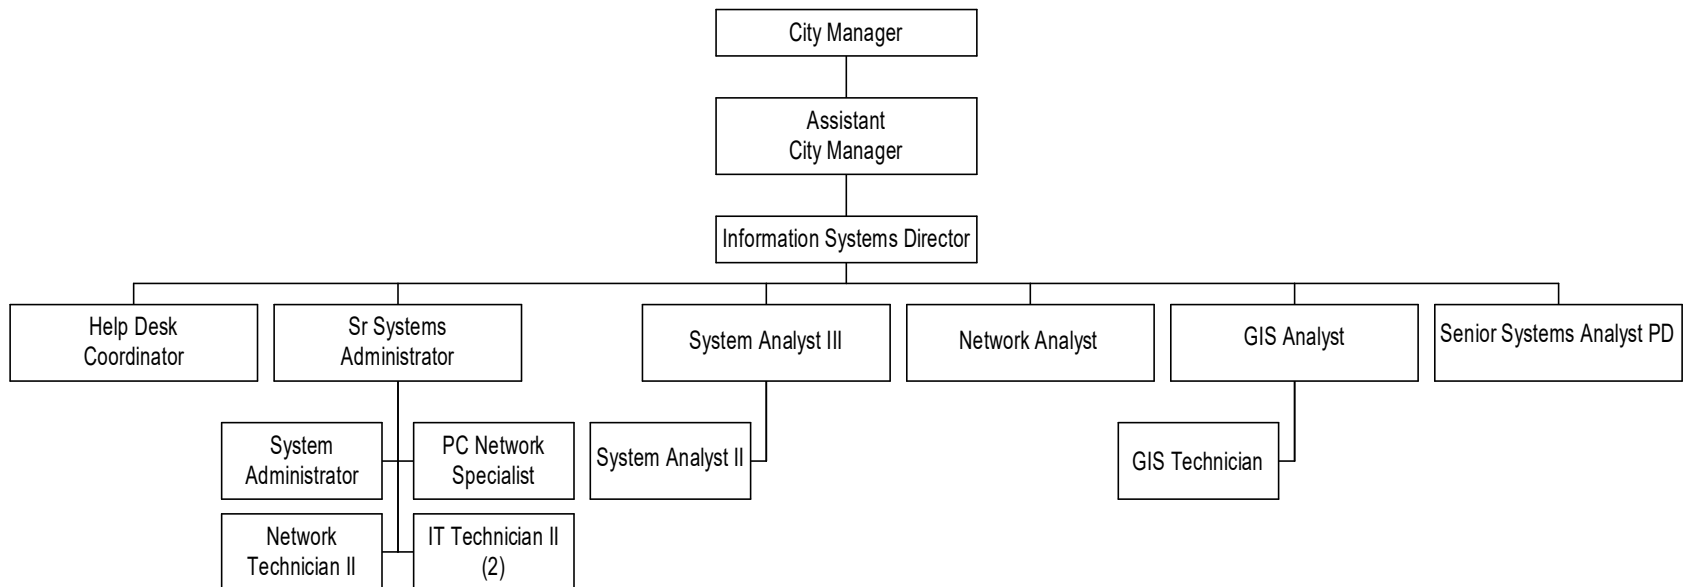 City Manager
Assistant
City Manager
Information Systems Director
Help Desk
Coordinator
Sr Systems
Administrator
System Analyst III
Network Analyst
GIS Analyst
Senior Systems Analyst PD
System
Administrator
PC Network
Specialist
System Analyst II
GIS Technician
Network
Technician II
IT Technician II
(2)